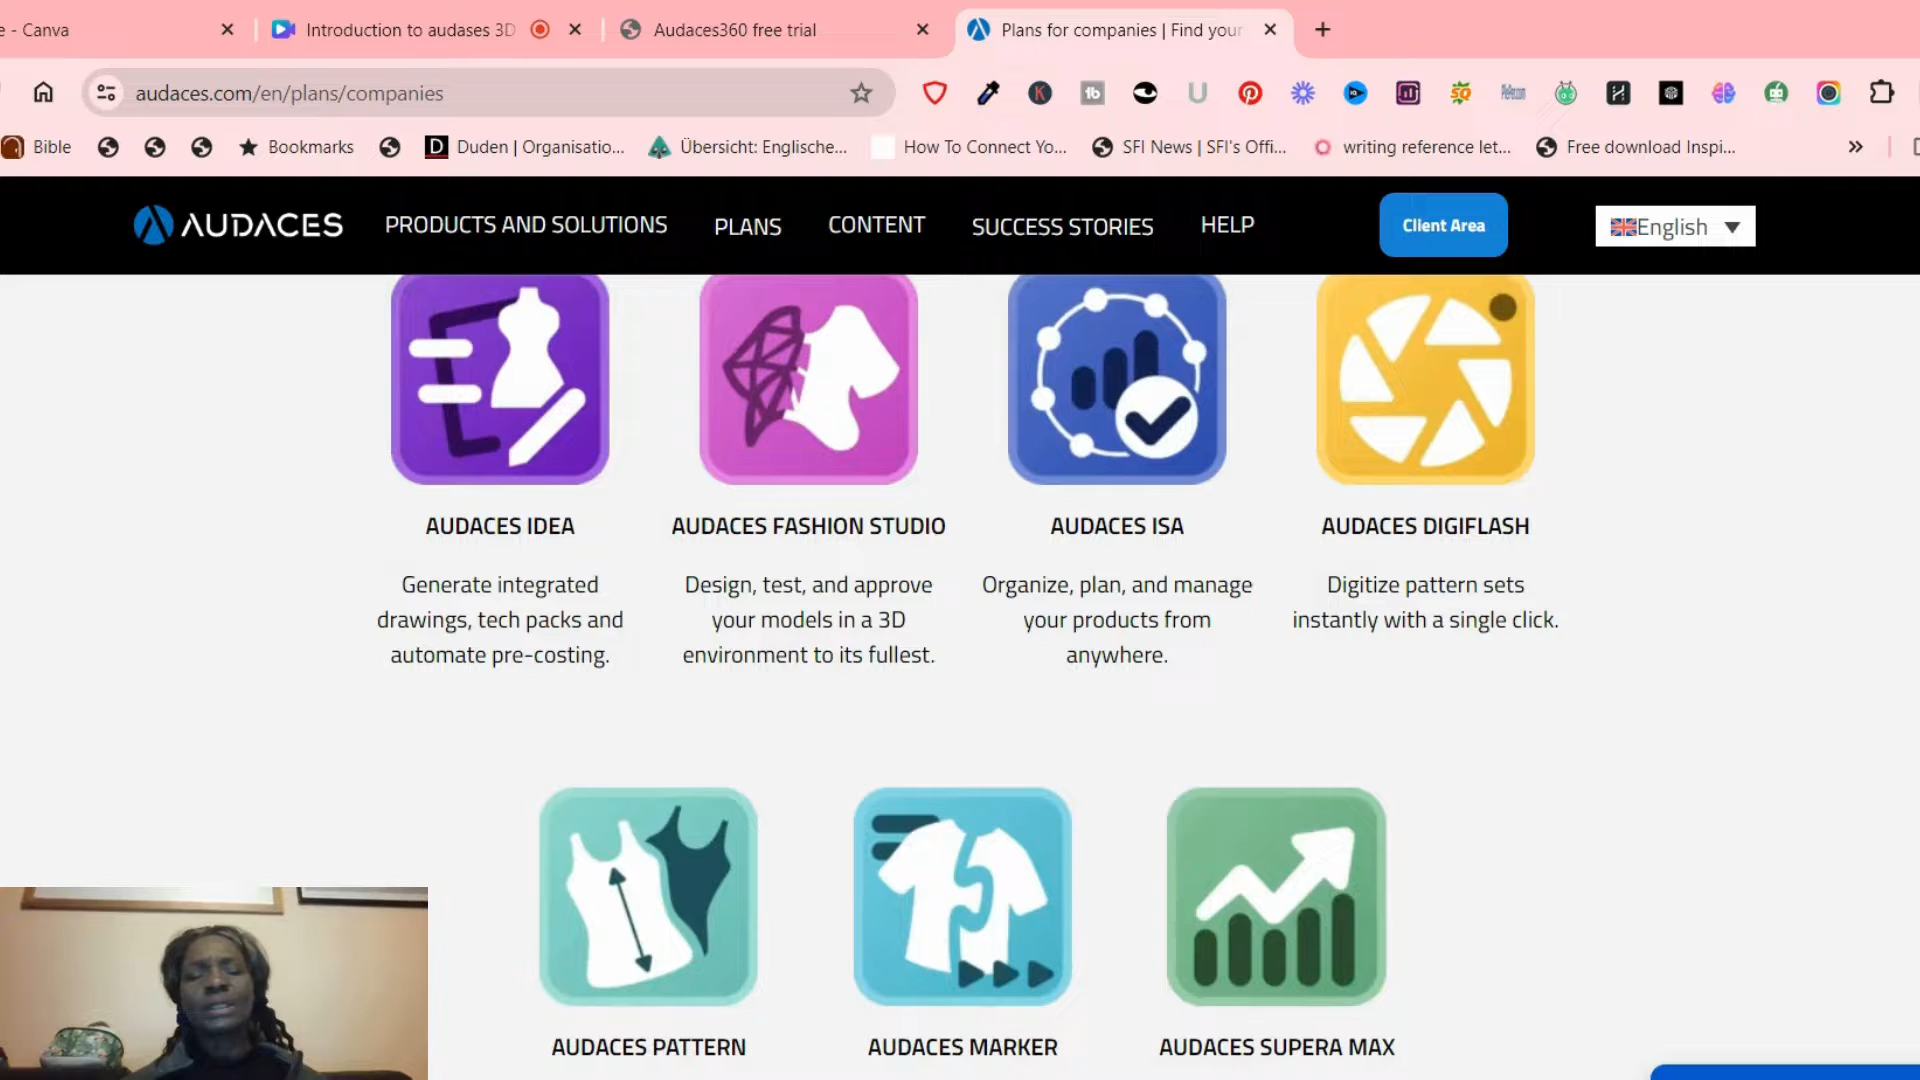 e - Canva
Introduction to audases 3D
Audaces360 free trial
Plans for companies | Find your
audaces.com/en/plans/companies
Bible
Bookmarks
D Duden | Organisatio...
Übersicht: Englische...
How To Connect Yo...
SFI News | SFI's Offi...
writing reference let...
Free download Inspi...
AUDACES
PRODUCTS AND SOLUTIONS
PLANS
CONTENT
SUCCESS STORIES
HELP
Client Area
English
AUDACES IDEA
Generate integrated
drawings, tech packs and
automate pre-costing.
AUDACES FASHION STUDIO
Design, test, and approve
your models in a 3D
environment to its fullest.
AUDACES ISA
Organize, plan, and manage
your products from
anywhere.
AUDACES DIGIFLASH
Digitize pattern sets
instantly with a single click.
AUDACES PATTERN
AUDACES MARKER
AUDACES SUPERA MAX